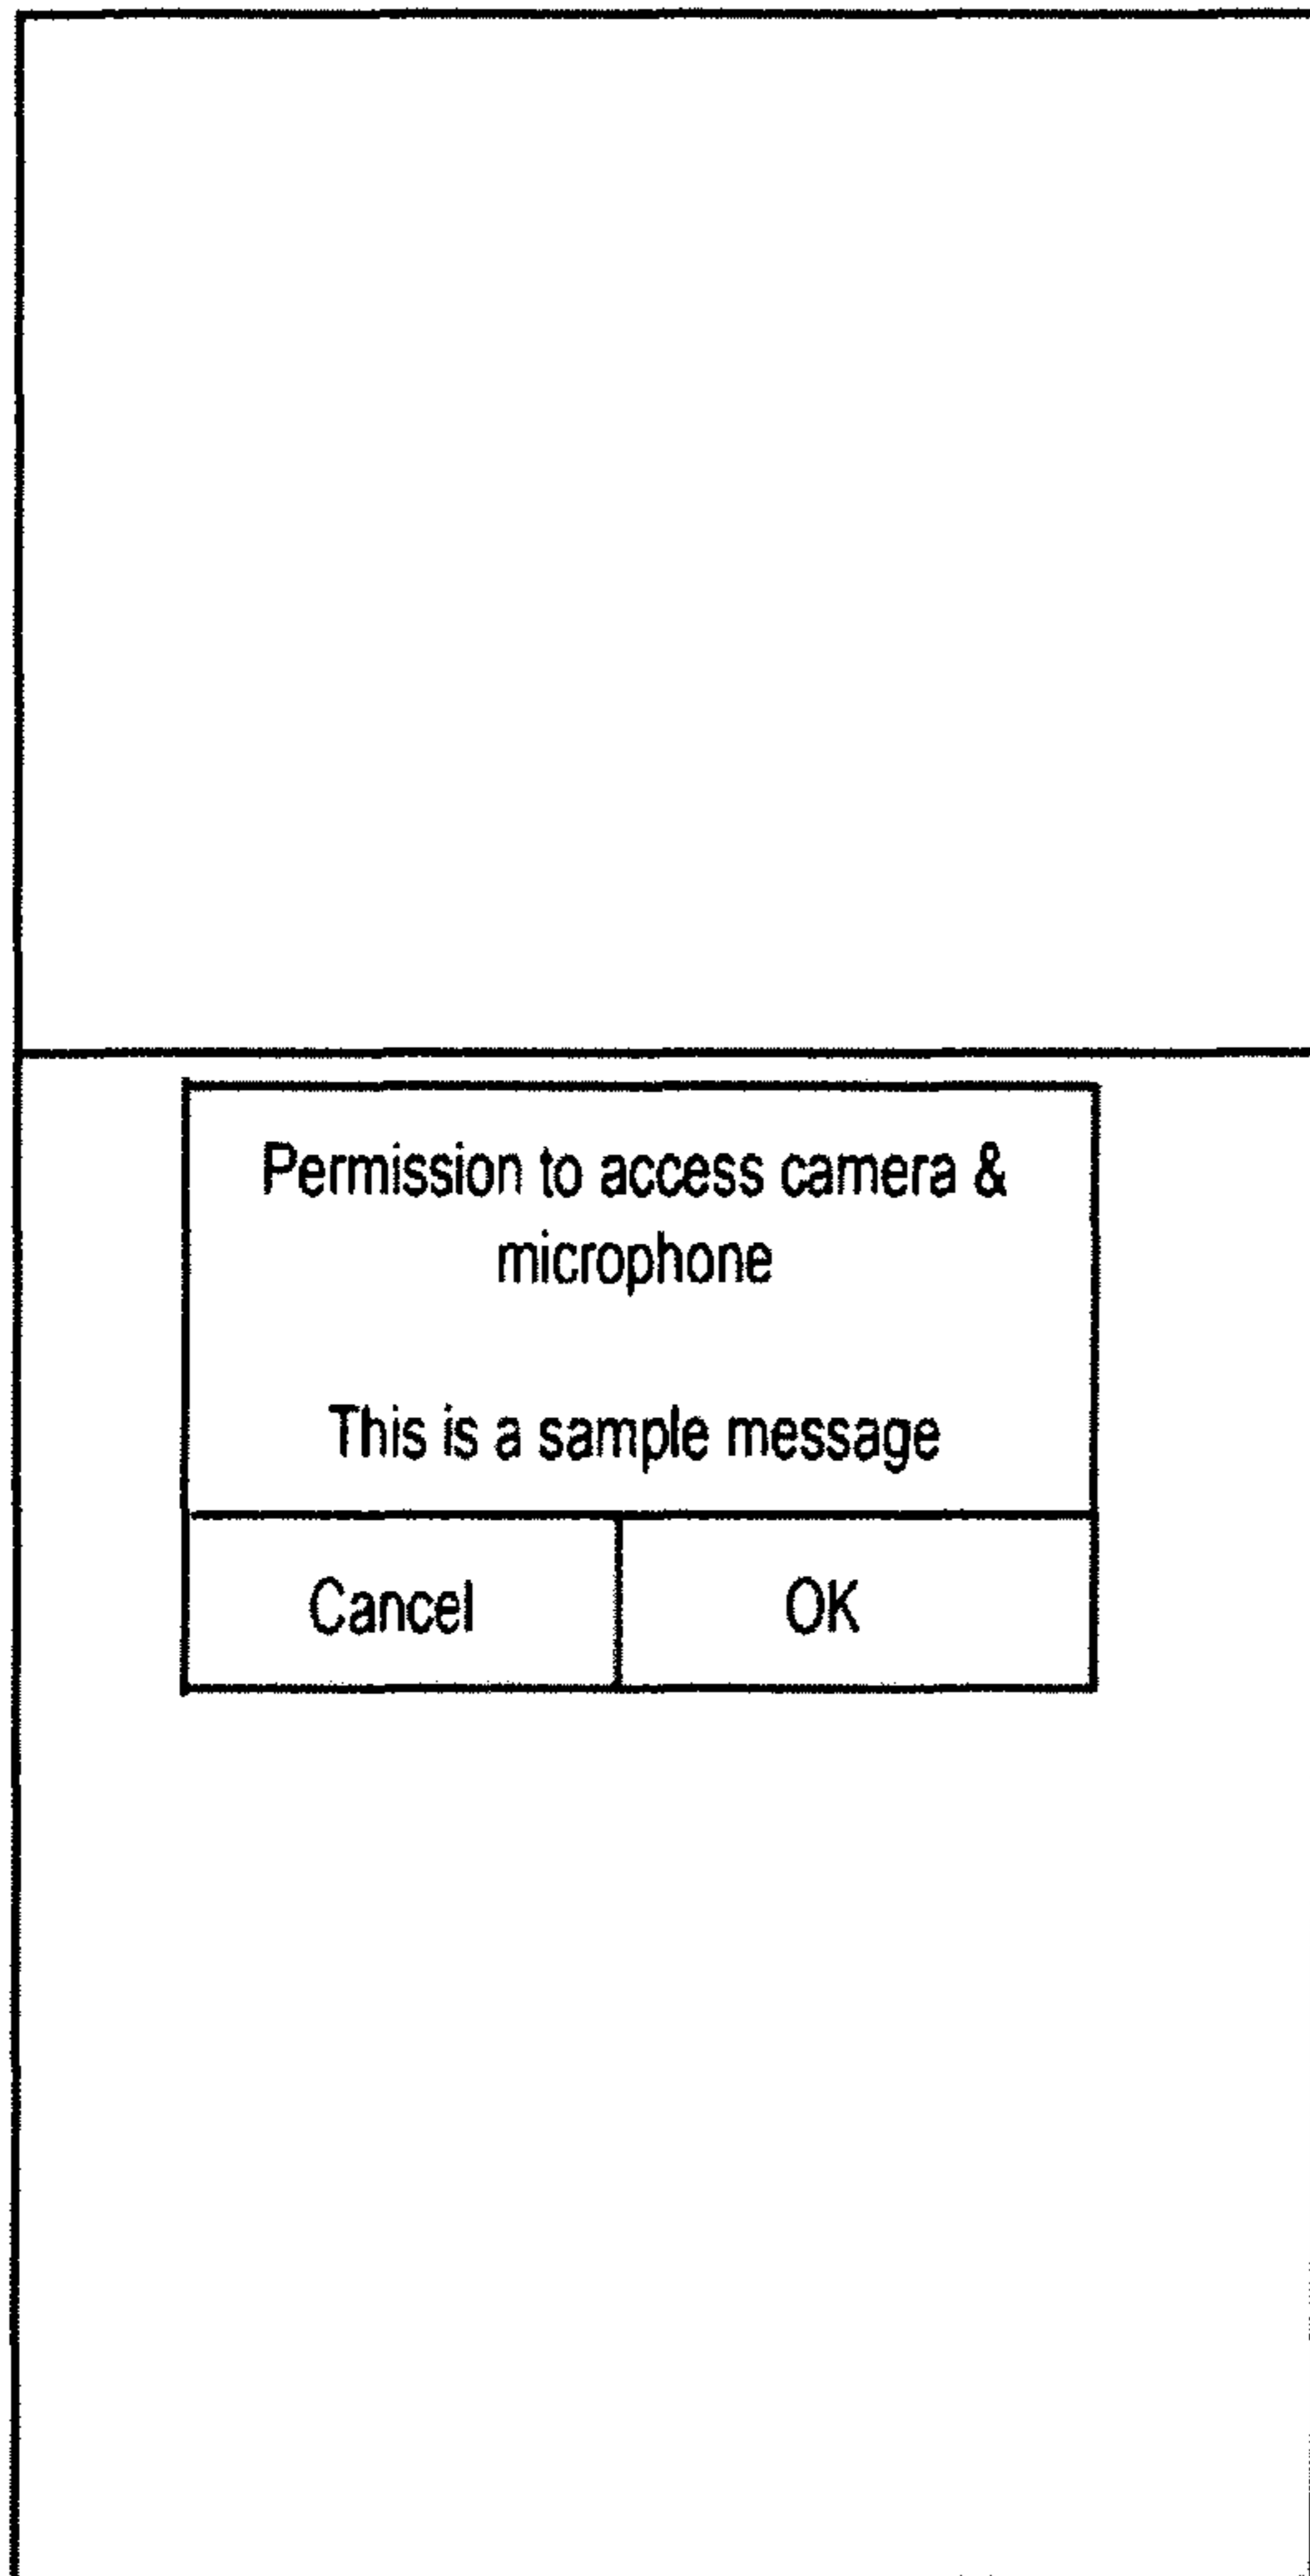 Permission to access camera &
microphone
This is a sample message
Cancel
OK